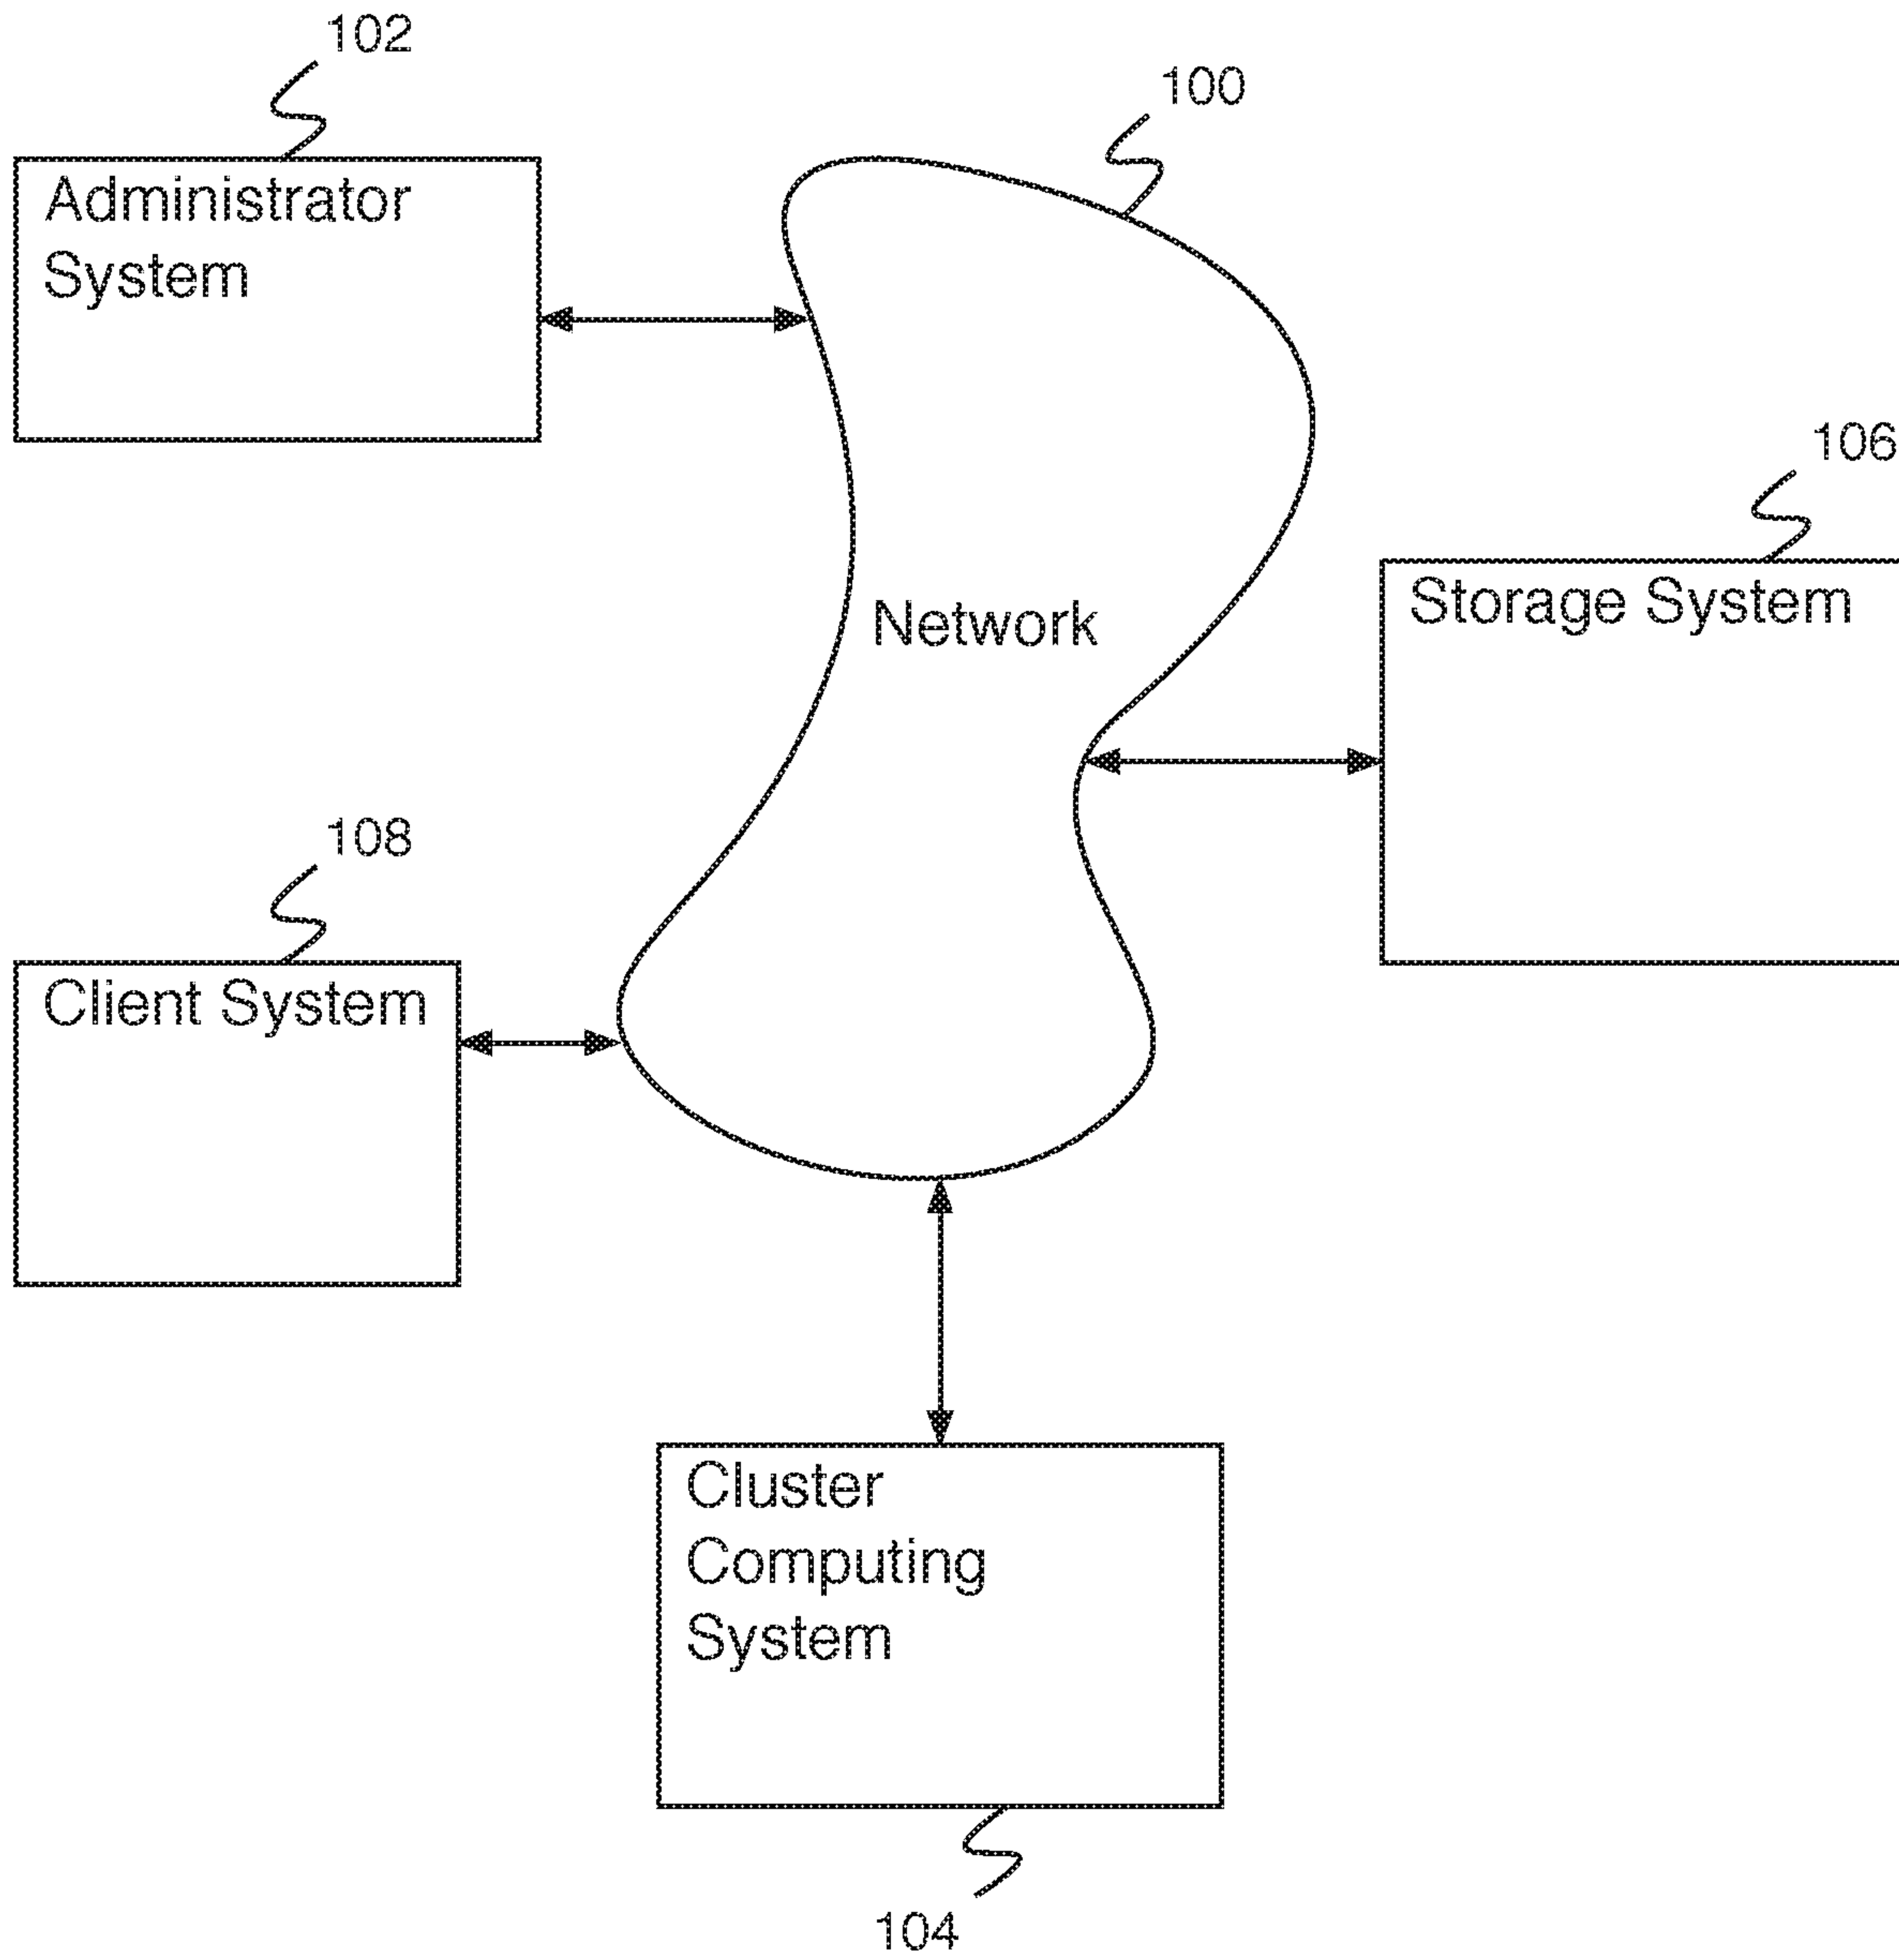 102
100
Administrator
System
106
Network
Storage System
108
Client System
Cluster
Computing
System
104